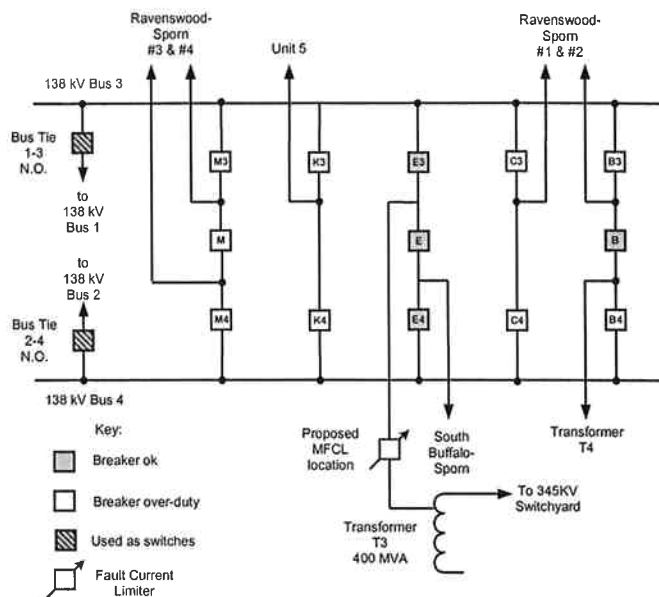 Ravenswood-
Sporn
#3 & #4
Unit 5
Ravenswood-
Sporn
#1 & #2
138 kV Bus 3
Bus Tie
1-3
N.O.
to
138 kV
Bus 1
M3
K3
E3
C3
B3
M
E
B
to
138 kV
Bus 2
Bus Tie
2-4
N.O.
M4
K4
E4
C4
B4
138 kV Bus 4
Key:
Breaker ok
Breaker over-duty
Used as switches
Fault Current
Limiter
Proposed
MFCL
location
South
Buffalo-
Sporn
Transformer
T4
To 345KV
Switchyard
Transformer
T3
400 MVA